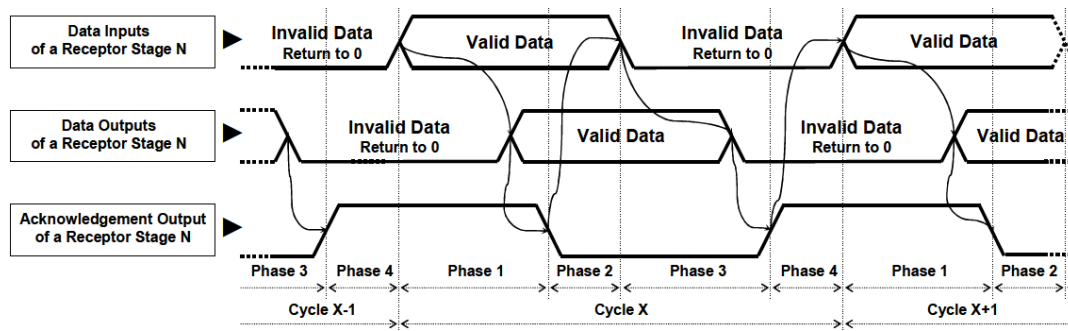 Data Inputs
of a Receptor Stage N
Invalid Data
Return to 0
Valid Data
Invalid Data
Return to 0
Valid Data
Data Outputs
of a Receptor Stage N
Invalid Data
Return to 0
Valid Data
Invalid Data
Return to 0
Valid Data
Acknowledgement Output
of a Receptor Stage N
Phase 3 Phase 4 Phase 1 Phase 2 Phase 3 Phase 4 Phase 1 Phase 2
Cycle X-1 Cycle X Cycle X+1